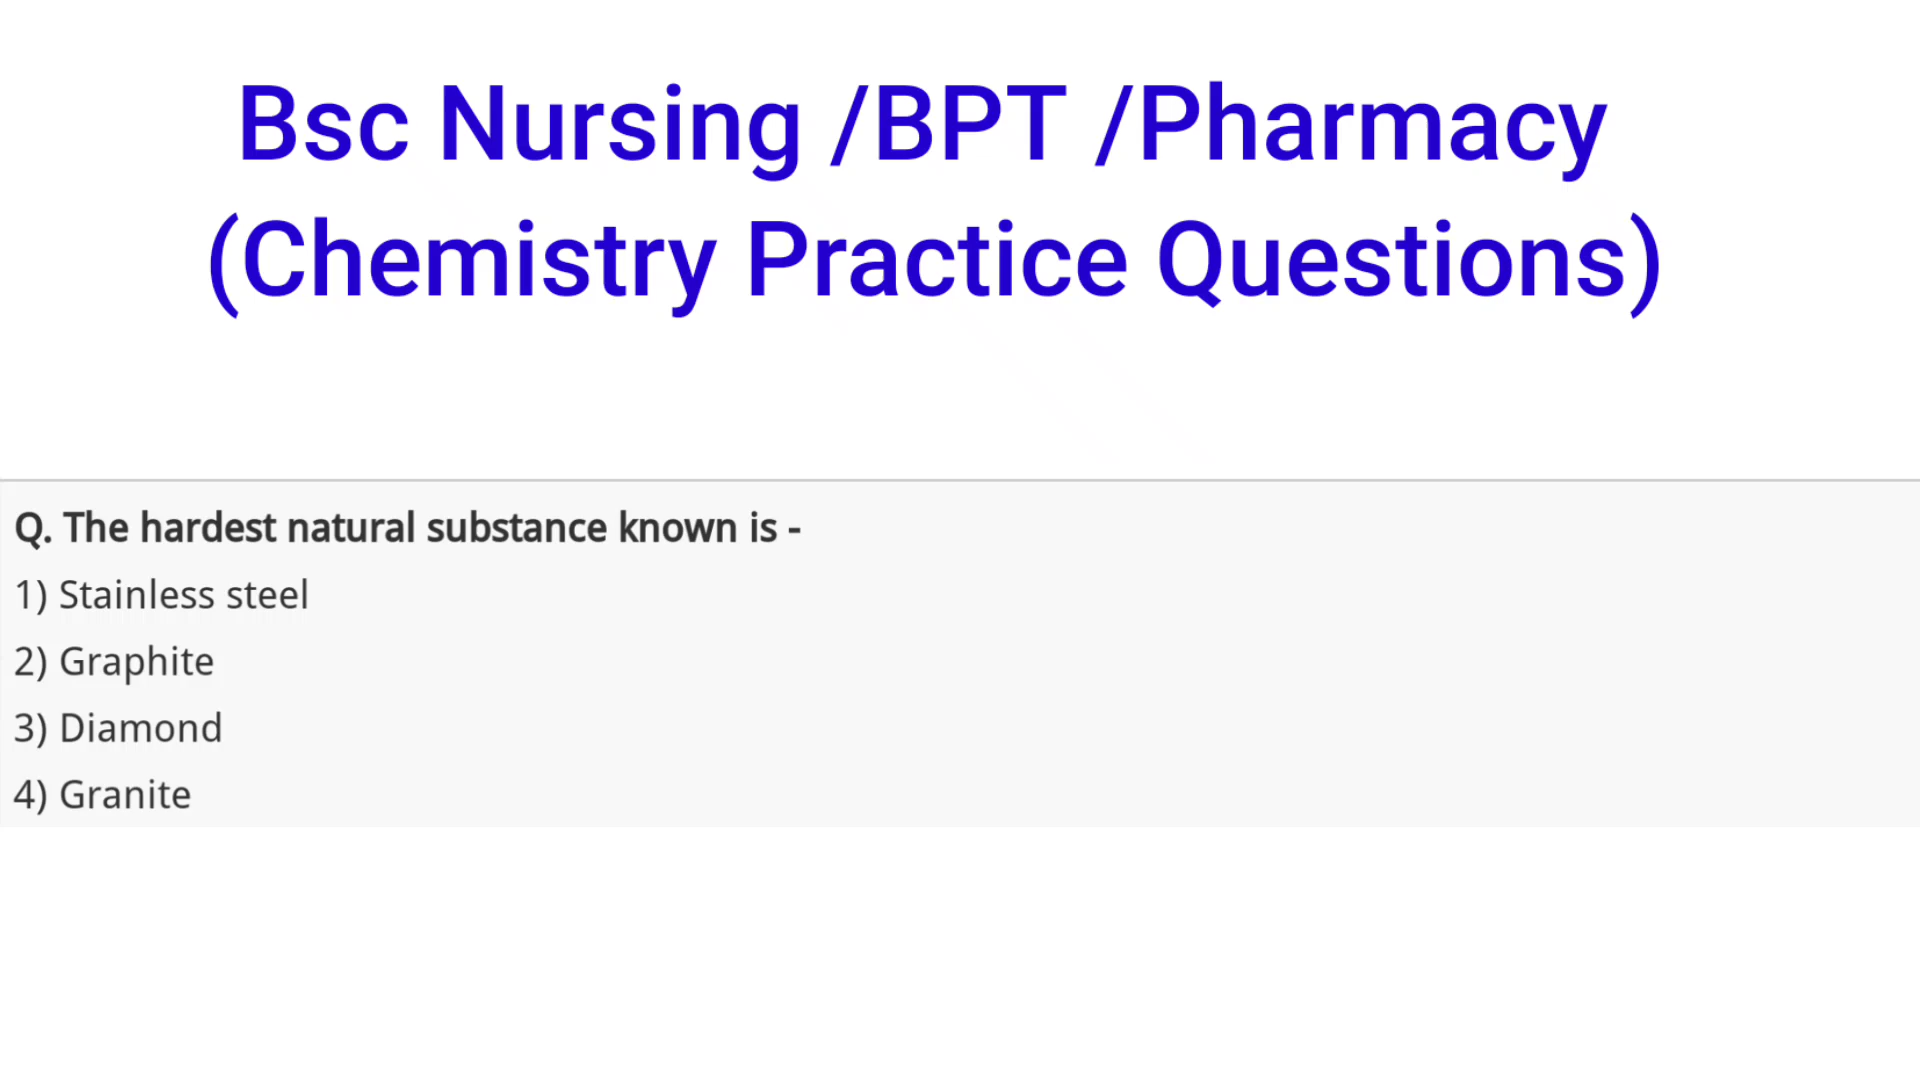 Bsc Nursing /BPT /Pharmacy
(Chemistry Practice Questions)
Q. The hardest natural substance known is -
1) Stainless steel
2) Graphite
3) Diamond
4) Granite